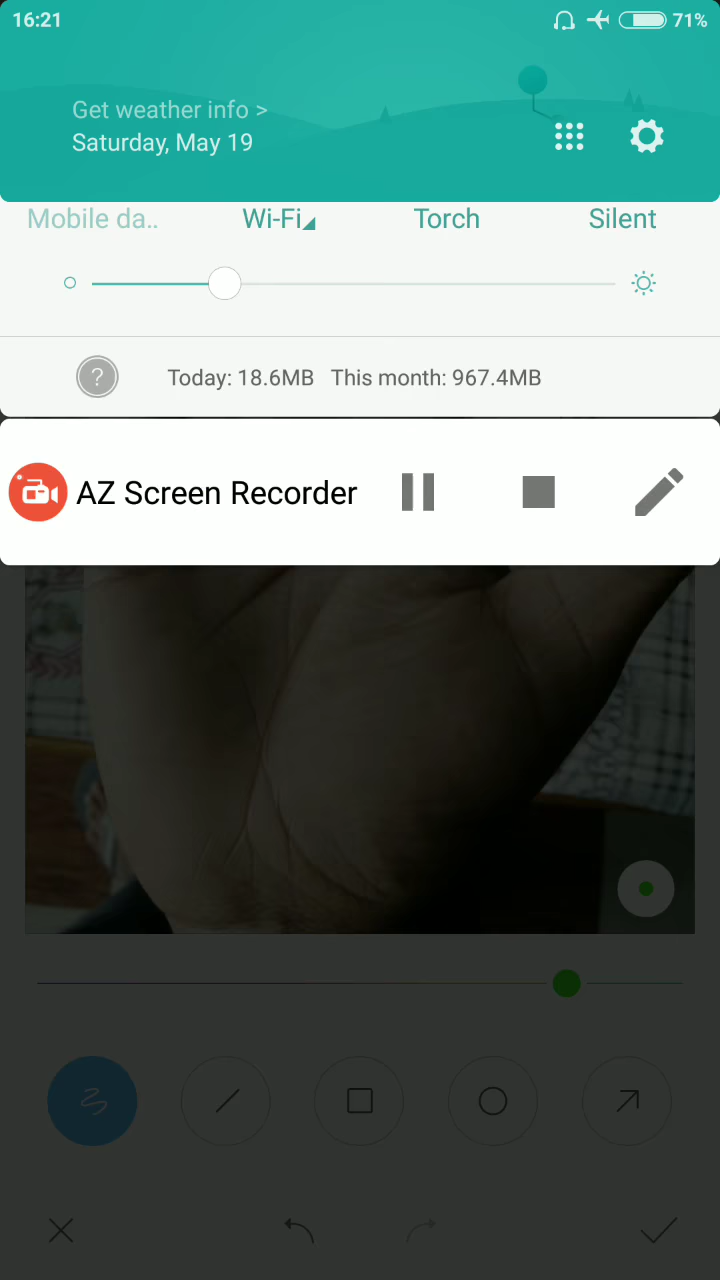 16:21 71%
Get weather info >
Saturday, May 19
Mobile da.. Wi-Fi Torch Silent
? Today: 18.6MB This month: 967.4MB
AZ Screen Recorder